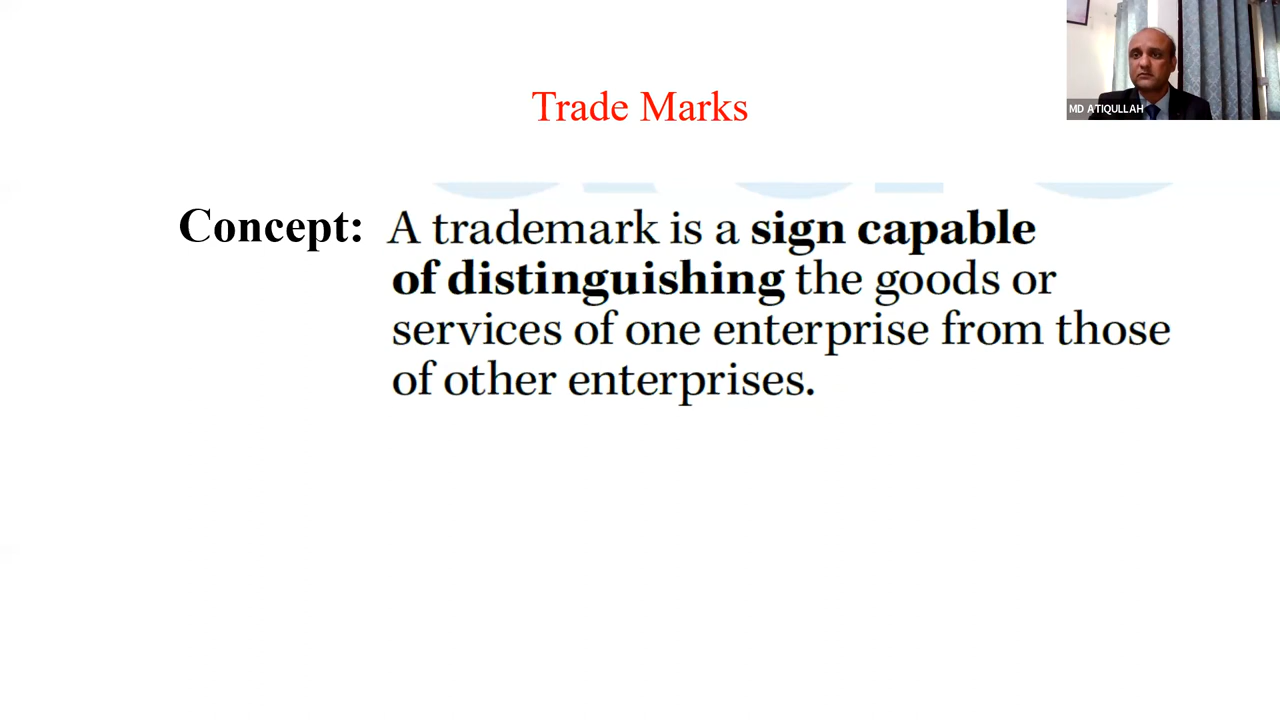 MD ATIQULLAH
Trade Marks
Concept: A trademark is a sign capable
of distinguishing the goods or
services of one enterprise from those
of other enterprises.